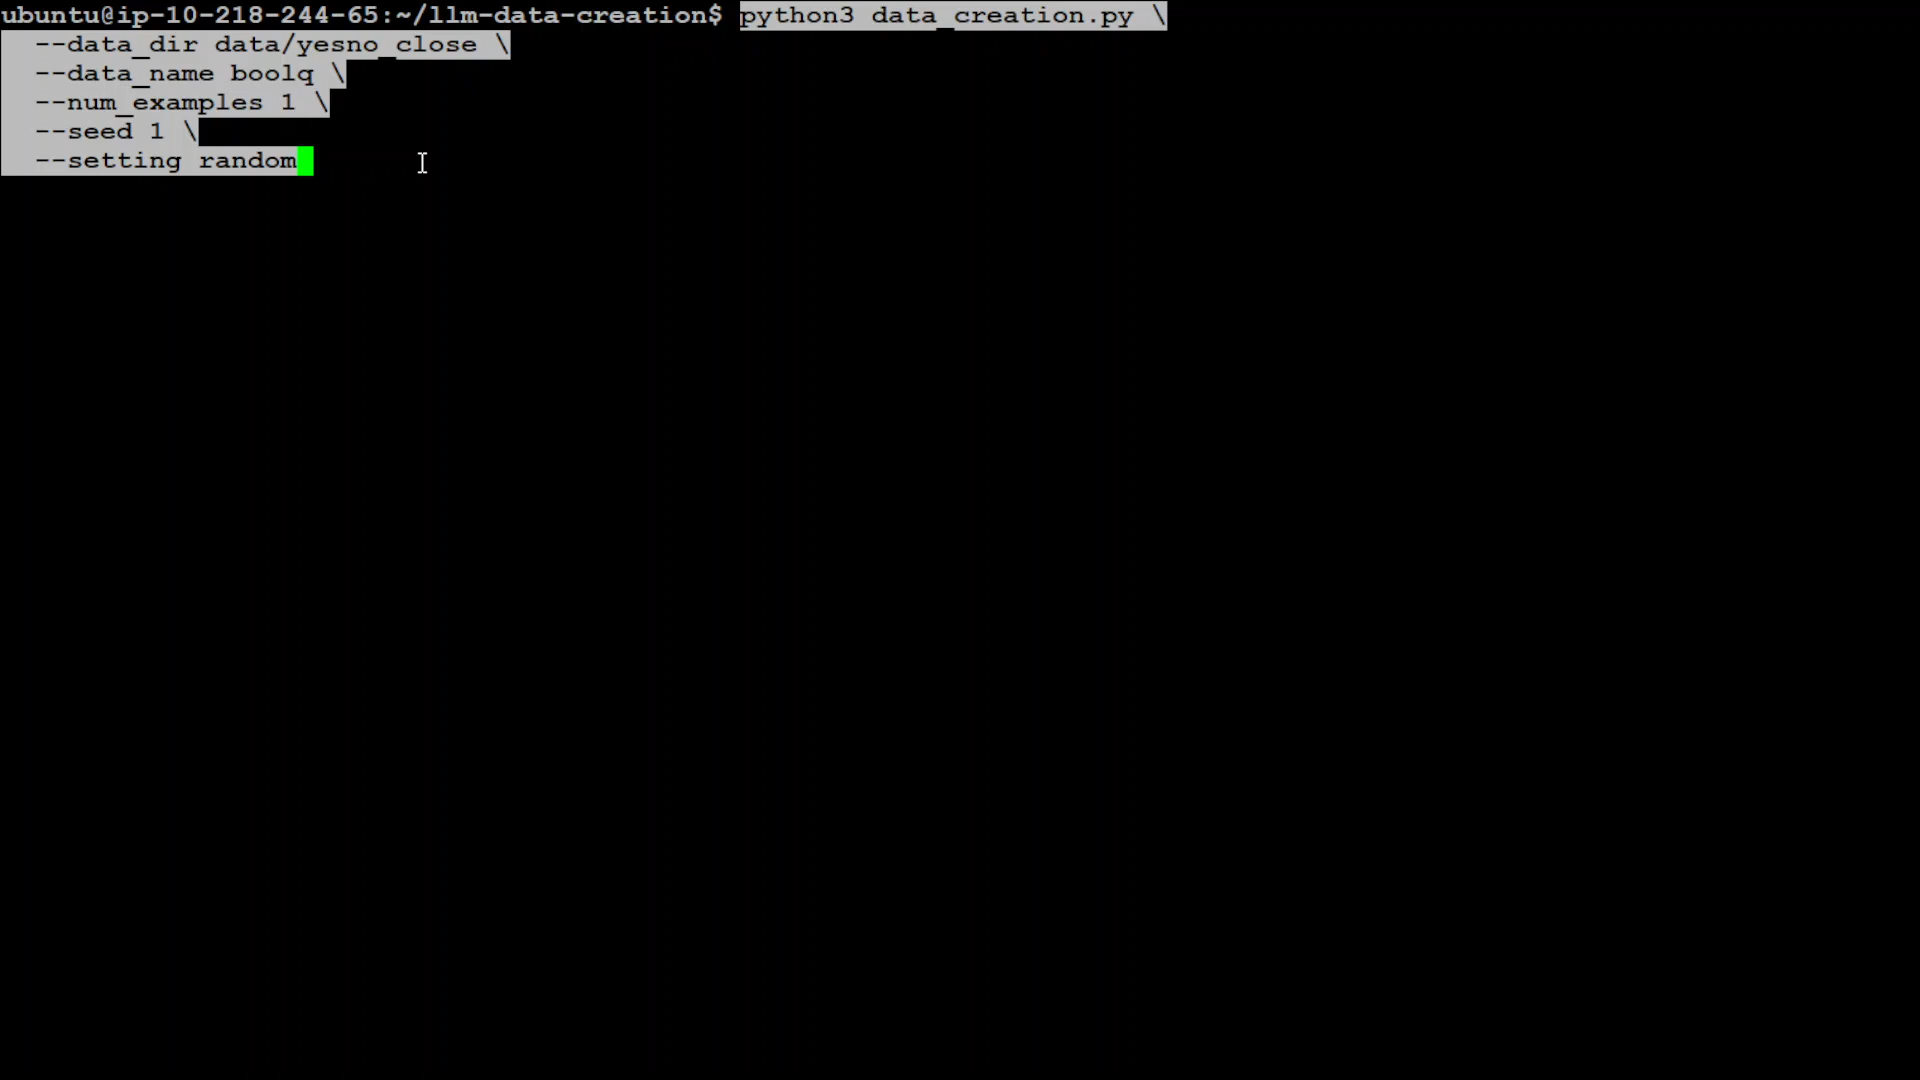 ubuntu@ip-10-218-244-65:~/llm-data-creation$ python3 data_creation.py \
  --data_dir data/yesno_close \
  --data_name boolq \
  --num_examples 1 \
  --seed 1 \
  --setting random